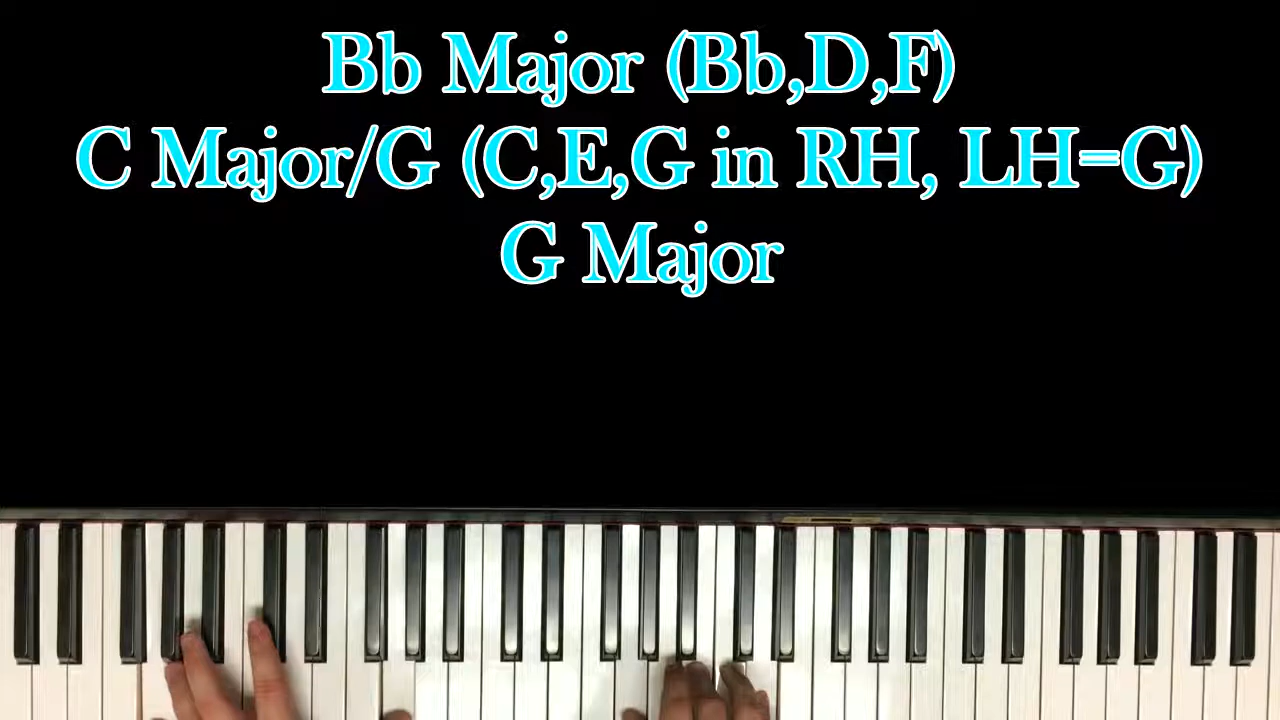 Bb Major (Bb,D,F)
C Major/G (C,E,G in RH, LH=G)
G Major